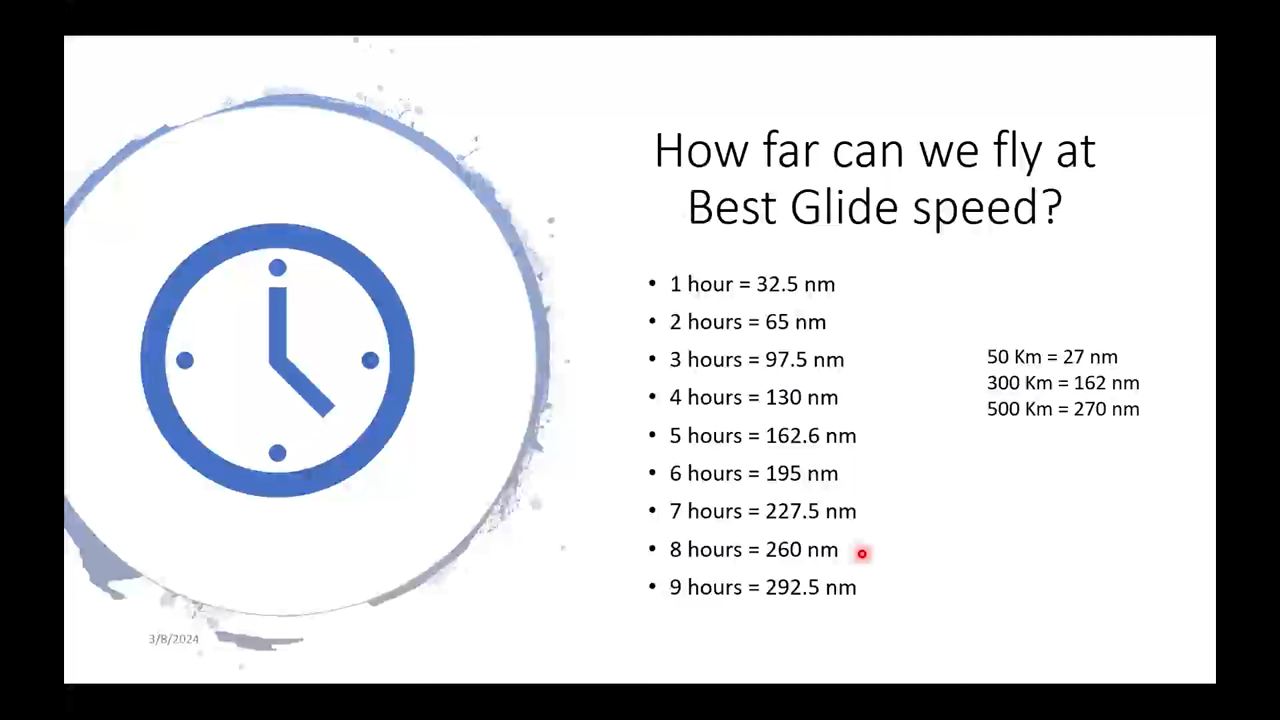 How far can we fly at
Best Glide speed?
• 1 hour = 32.5 nm
• 2 hours = 65 nm
• 3 hours = 97.5 nm
• 4 hours = 130 nm
• 5 hours = 162.6 nm
• 6 hours = 195 nm
• 7 hours = 227.5 nm
• 8 hours = 260 nm
• 9 hours = 292.5 nm
50 Km = 27 nm
300 Km = 162 nm
500 Km = 270 nm
3/8/2024